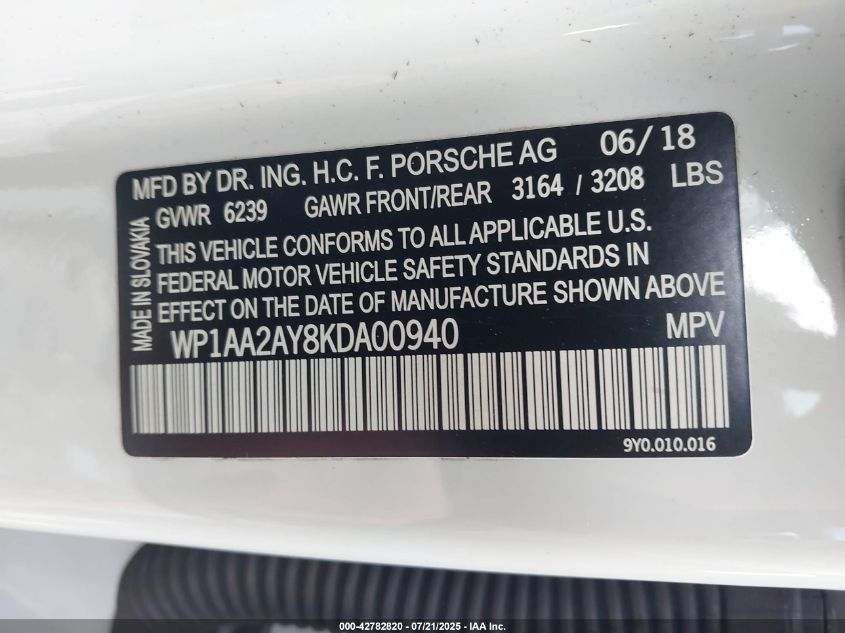 MFD BY DR. ING. H.C. F. PORSCHE AG 06/18
GVWR 6239 GAWR FRONT/REAR 3164 / 3208 LBS
THIS VEHICLE CONFORMS TO ALL APPLICABLE U.S.
FEDERAL MOTOR VEHICLE SAFETY STANDARDS IN
EFFECT ON THE DATE OF MANUFACTURE SHOWN ABOVE
MADE IN SLOVAKIA
WP1AA2AY8KDA00940 MPV
9Y0.010.016
000-42782820 - 07/21/2025 - IAA Inc.